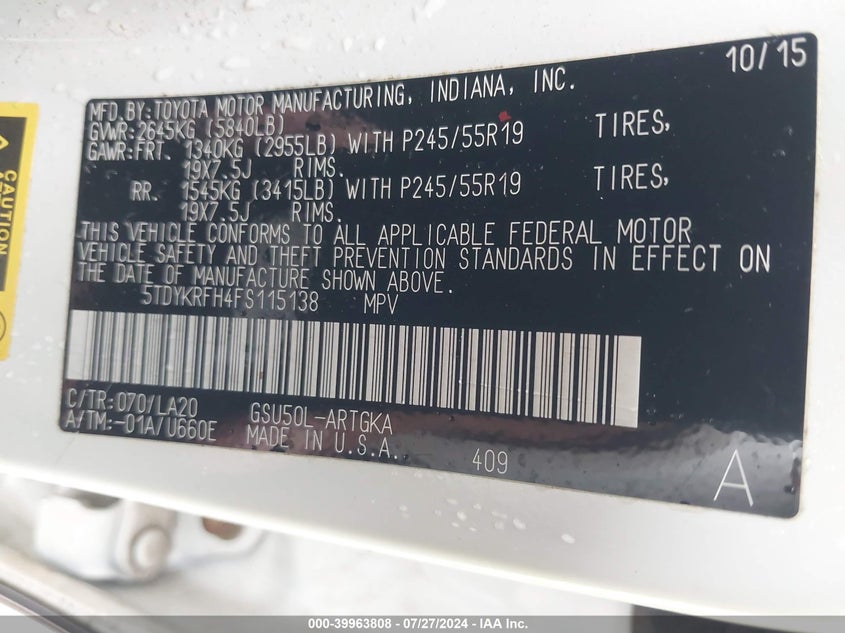 10/15
MFD.BY:TOYOTA MOTOR MANUFACTURING, INDIANA, INC.
GVWR:2645KG (5840LB)
GAWR:FRT. 1340KG (2955LB) WITH P245/55R19 TIRES,
19X7.5J RIMS.
RR. 1545KG (3415LB) WITH P245/55R19 TIRES,
19X7.5J RIMS.
THIS VEHICLE CONFORMS TO ALL APPLICABLE FEDERAL MOTOR
VEHICLE SAFETY AND THEFT PREVENTION STANDARDS IN EFFECT ON
THE DATE OF MANUFACTURE SHOWN ABOVE.
5TDYKRFH4FS115138 MPV
C/TR:070/LA20 GSU50L-ARTGKA
A/TM:-01A/U660E MADE IN U.S.A.
409
A
CAUTION
000-39963808 - 07/27/2024 - IAA Inc.